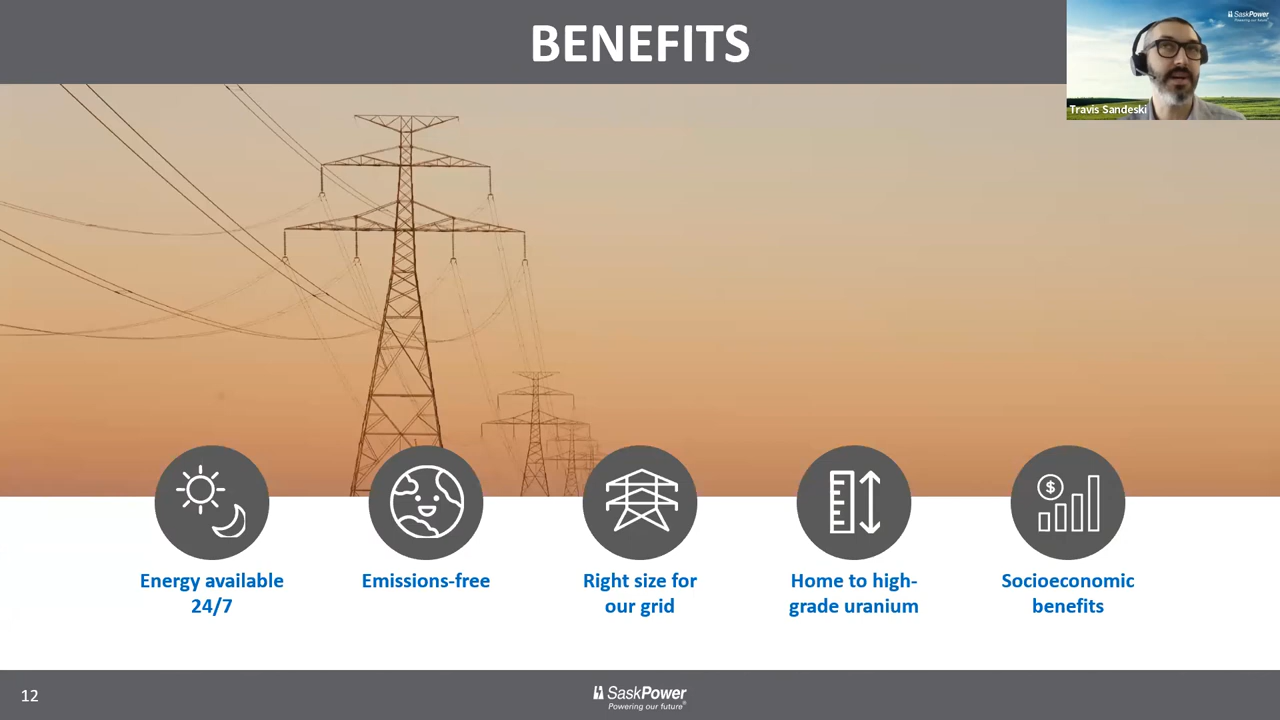 BENEFITS
SaskPower
Powering our future
Travis Sandeski
$
Energy available
24/7
Emissions-free
Right size for
our grid
Home to high-
grade uranium
Socioeconomic
benefits
12
SaskPower
Powering our future®